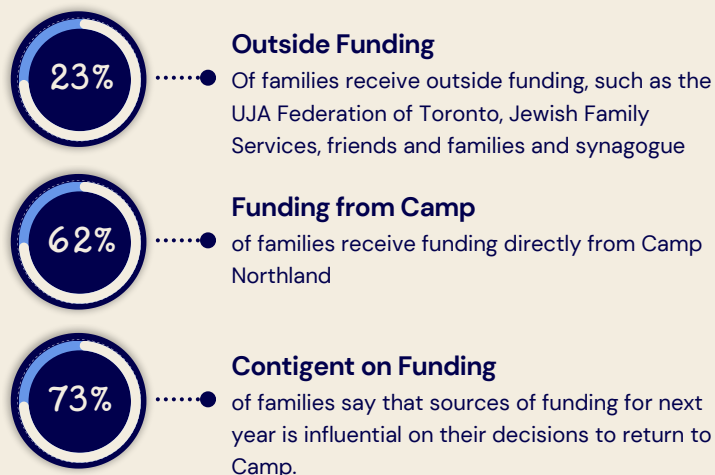 23%
Outside Funding
Of families receive outside funding, such as the
UJA Federation of Toronto, Jewish Family
Services, friends and families and synagogue
62%
Funding from Camp
of families receive funding directly from Camp
Northland
73%
Contigent on Funding
of families say that sources of funding for next
year is influential on their decisions to return to
Camp.